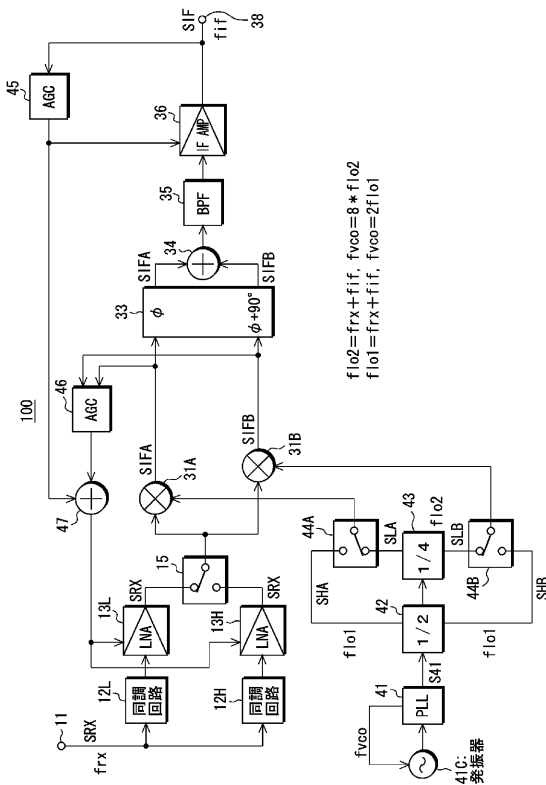 100
11
SRX
frx
12L
同調
回路
12H
同調
回路
13L
LNA
13H
LNA
SRX
SRX
15
47
46
AGC
45
AGC
SIFA
31A
SIFB
31B
33
φ
φ+90°
SIFA
34
SIFB
35
BPF
36
IF AMP
SIF
fif
38
fvco
41C:
発振器
41
PLL
S41
42
1/2
43
1/4
flo1
flo1
flo2
SHA
SHB
SLA
SLB
44A
44B
flo2=frx+fif, fvco=8*flo2
flo1=frx+fif, fvco=2flo1